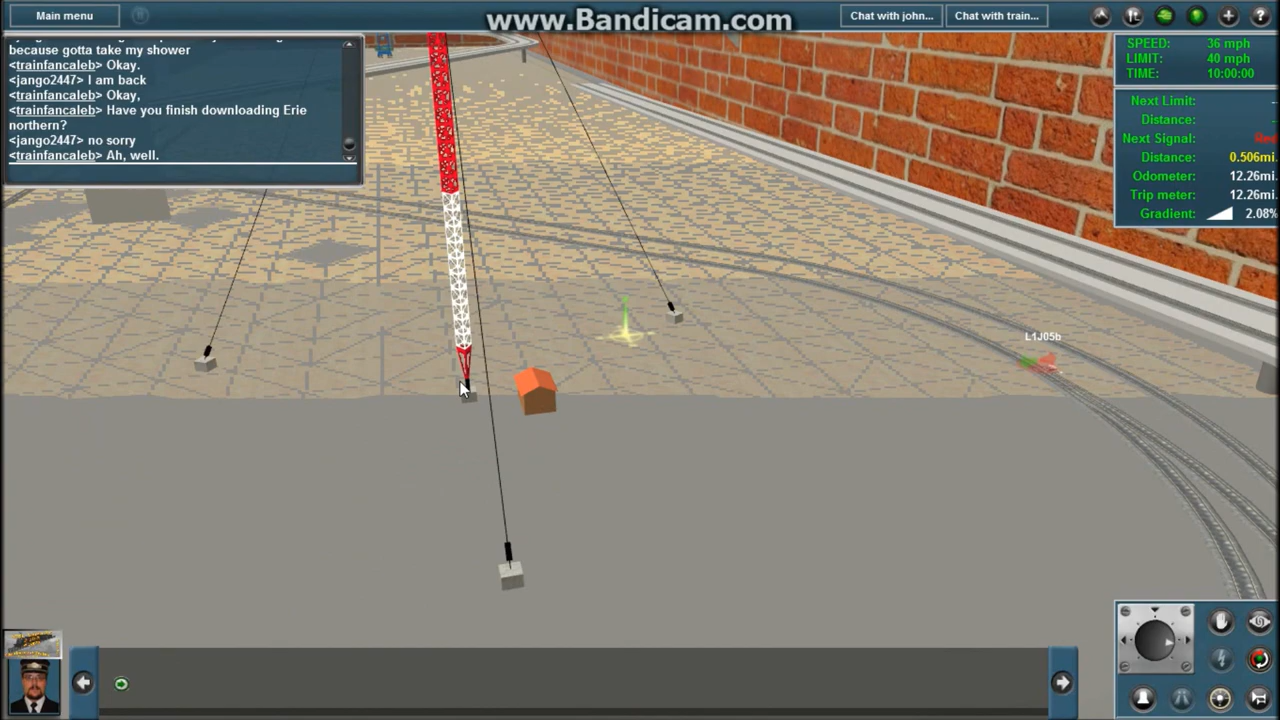 www.Bandicam.com
Main menu
Chat with john...
Chat with train...
because gotta take my shower
<trainfancaleb> Okay.
<jango2447> I am back
<trainfancaleb> Okay,
<trainfancaleb> Have you finish downloading Erie
northern?
<jango2447> no sorry
<trainfancaleb> Ah, well.
SPEED: 36 mph
LIMIT: 40 mph
TIME: 10:00:00
Next Limit: -
Distance: -
Next Signal: Red
Distance: 0.506mi.
Odometer: 12.26mi.
Trip meter: 12.26mi.
Gradient: 2.08%
L1J05b